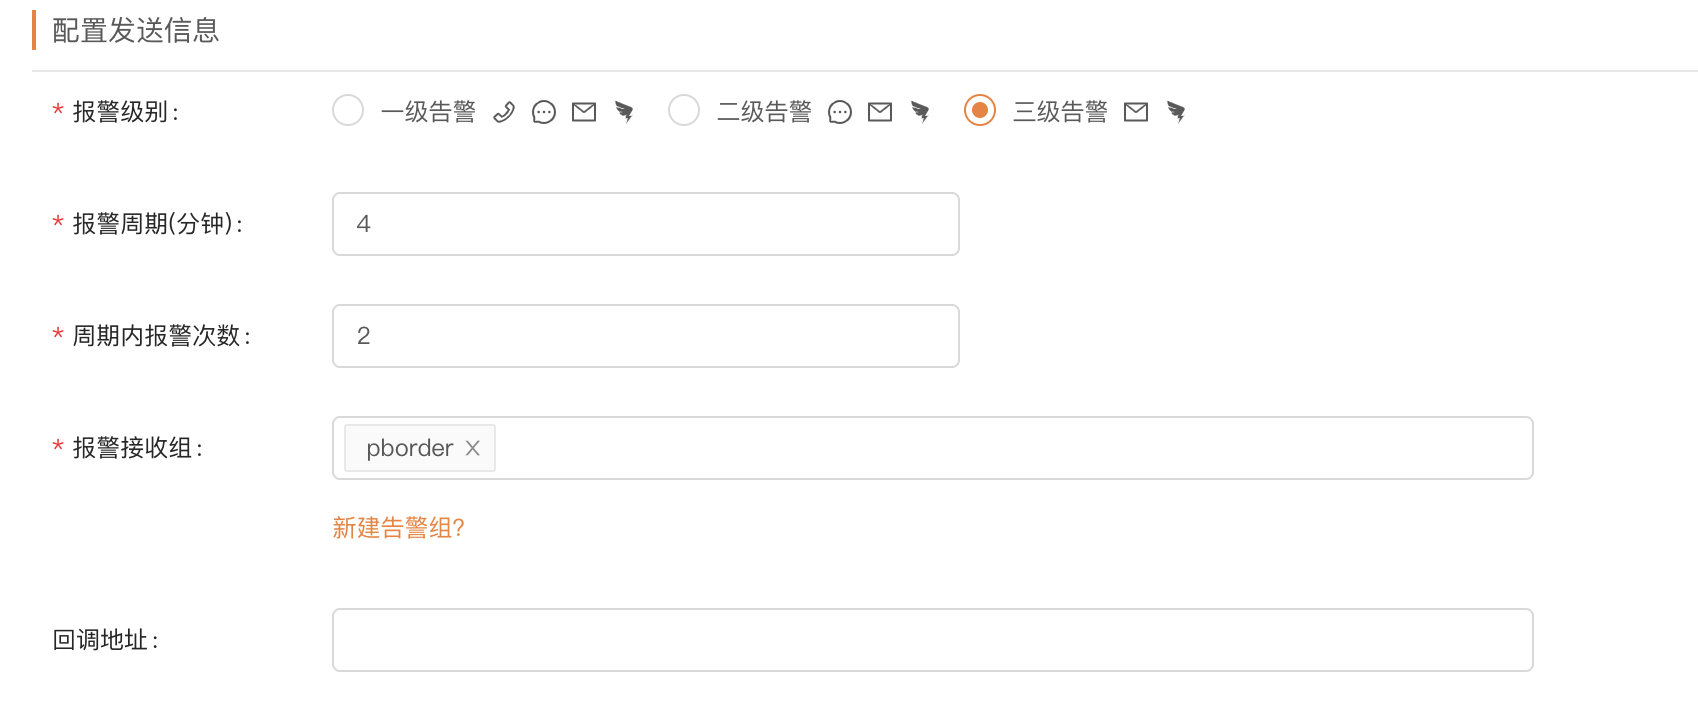 配置发送信息
* 报警级别: 一级告警 二级告警 三级告警
* 报警周期(分钟): 4
* 周期内报警次数: 2
* 报警接收组: pborder
新建告警组?
回调地址: